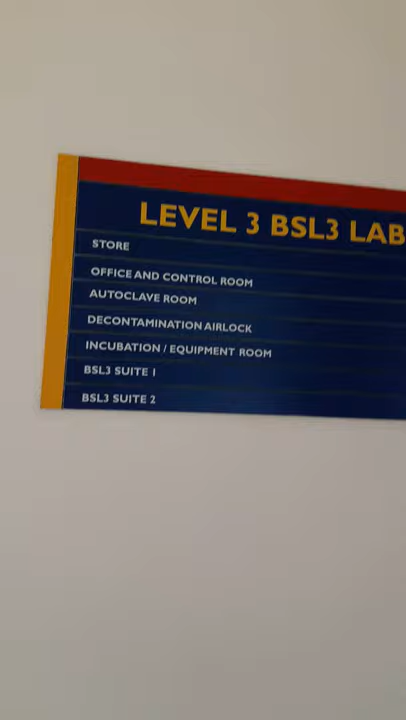 LEVEL 3 BSL3 LAB
STORE
OFFICE AND CONTROL ROOM
AUTOCLAVE ROOM
DECONTAMINATION AIRLOCK
INCUBATION / EQUIPMENT ROOM
BSL3 SUITE 1
BSL3 SUITE 2